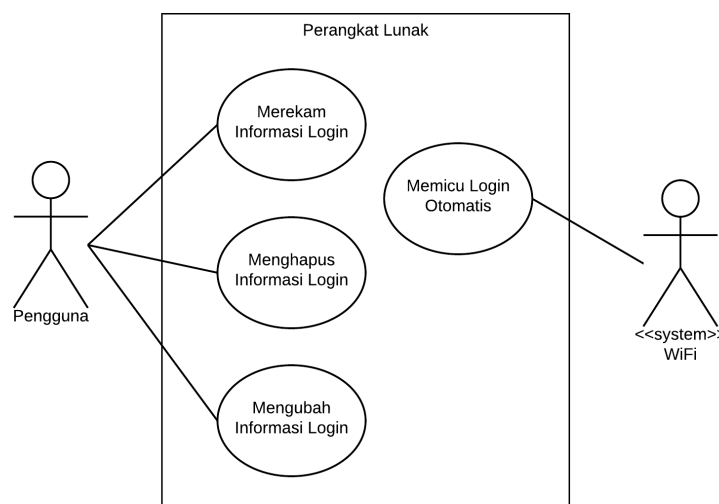 Perangkat Lunak
Merekam
Informasi Login
Memicu Login
Otomatis
Menghapus
Informasi Login
Pengguna
<<system>>
WiFi
Mengubah
Informasi Login